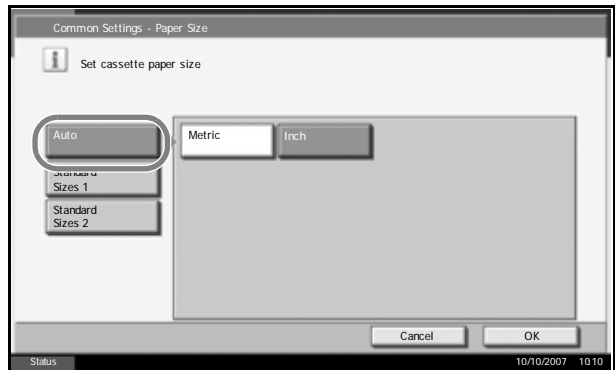 Common Settings - Paper Size
Set cassette paper size
Auto
Metric
Inch
Standard
Sizes 1
Standard
Sizes 2
Cancel
OK
Status
10/10/2007 10:10